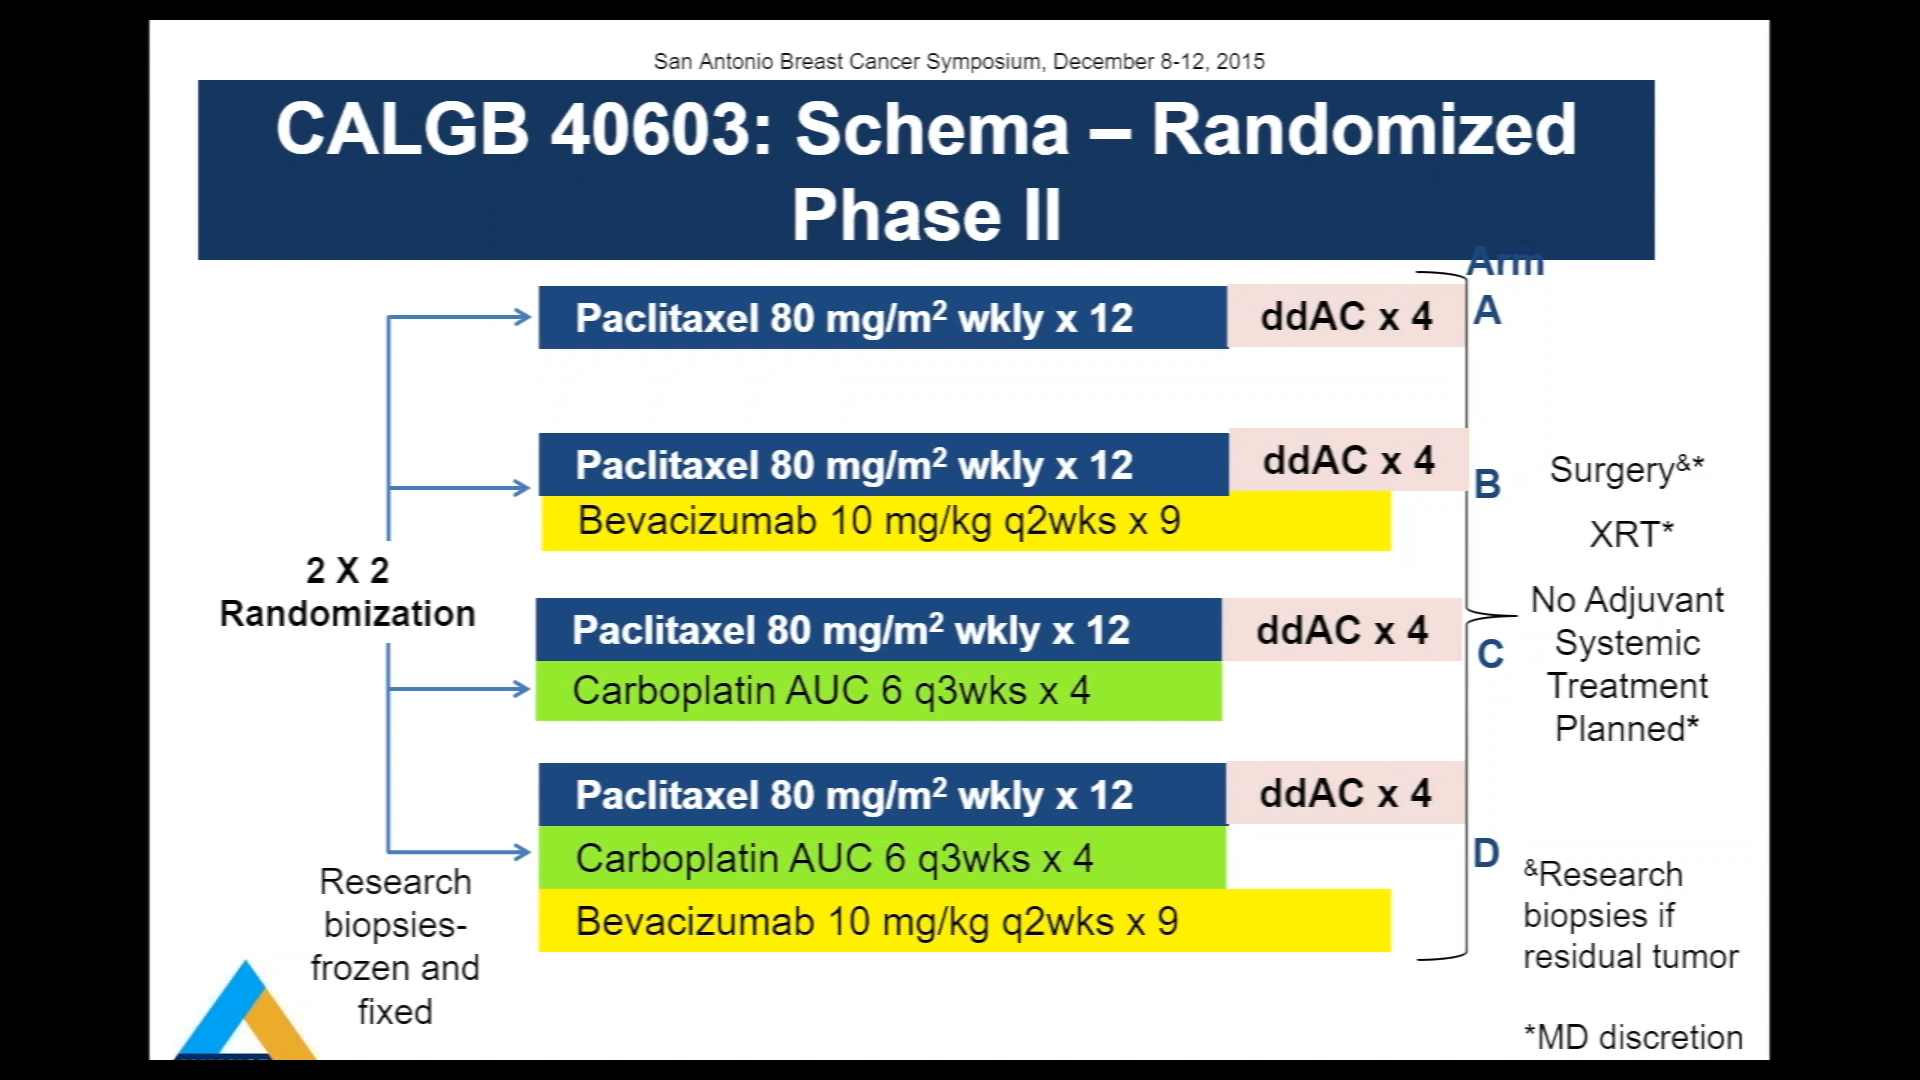 San Antonio Breast Cancer Symposium, December 8-12, 2015
CALGB 40603: Schema – Randomized
Phase II
Arm
Paclitaxel 80 mg/m² wkly x 12
ddAC x 4
A
Paclitaxel 80 mg/m² wkly x 12
ddAC x 4
Bevacizumab 10 mg/kg q2wks x 9
B
2 X 2
Randomization
Paclitaxel 80 mg/m² wkly x 12
ddAC x 4
Carboplatin AUC 6 q3wks x 4
C
Paclitaxel 80 mg/m² wkly x 12
ddAC x 4
Carboplatin AUC 6 q3wks x 4
Bevacizumab 10 mg/kg q2wks x 9
D
Surgery&*
XRT*
No Adjuvant
Systemic
Treatment
Planned*
Research
biopsies-
frozen and
fixed
&Research
biopsies if
residual tumor
*MD discretion